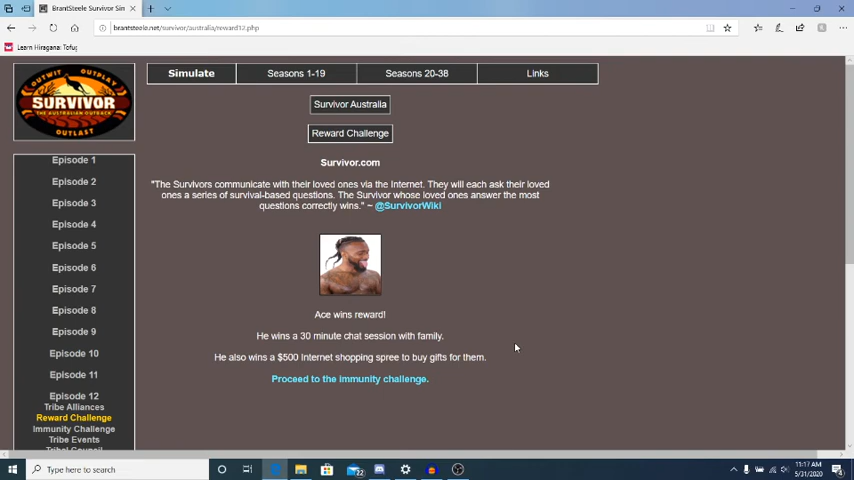 BrantSteele Survivor Sim
brantsteele.net/survivor/australia/reward12.php
Learn Hiragana: Tofug
OUTWIT OUTPLAY
SURVIVOR
THE AUSTRALIAN OUTBACK
OUTLAST
Simulate
Seasons 1-19
Seasons 20-38
Links
Survivor Australia
Reward Challenge
Survivor.com
"The Survivors communicate with their loved ones via the Internet. They will each ask their loved
ones a series of survival-based questions. The Survivor whose loved ones answer the most
questions correctly wins." ~ @SurvivorWiki
Ace wins reward!
He wins a 30 minute chat session with family.
He also wins a $500 Internet shopping spree to buy gifts for them.
Proceed to the immunity challenge.
Episode 1
Episode 2
Episode 3
Episode 4
Episode 5
Episode 6
Episode 7
Episode 8
Episode 9
Episode 10
Episode 11
Episode 12
Tribe Alliances
Reward Challenge
Immunity Challenge
Tribe Events
Tribal Council
Type here to search
22
11:17 AM
5/31/2020